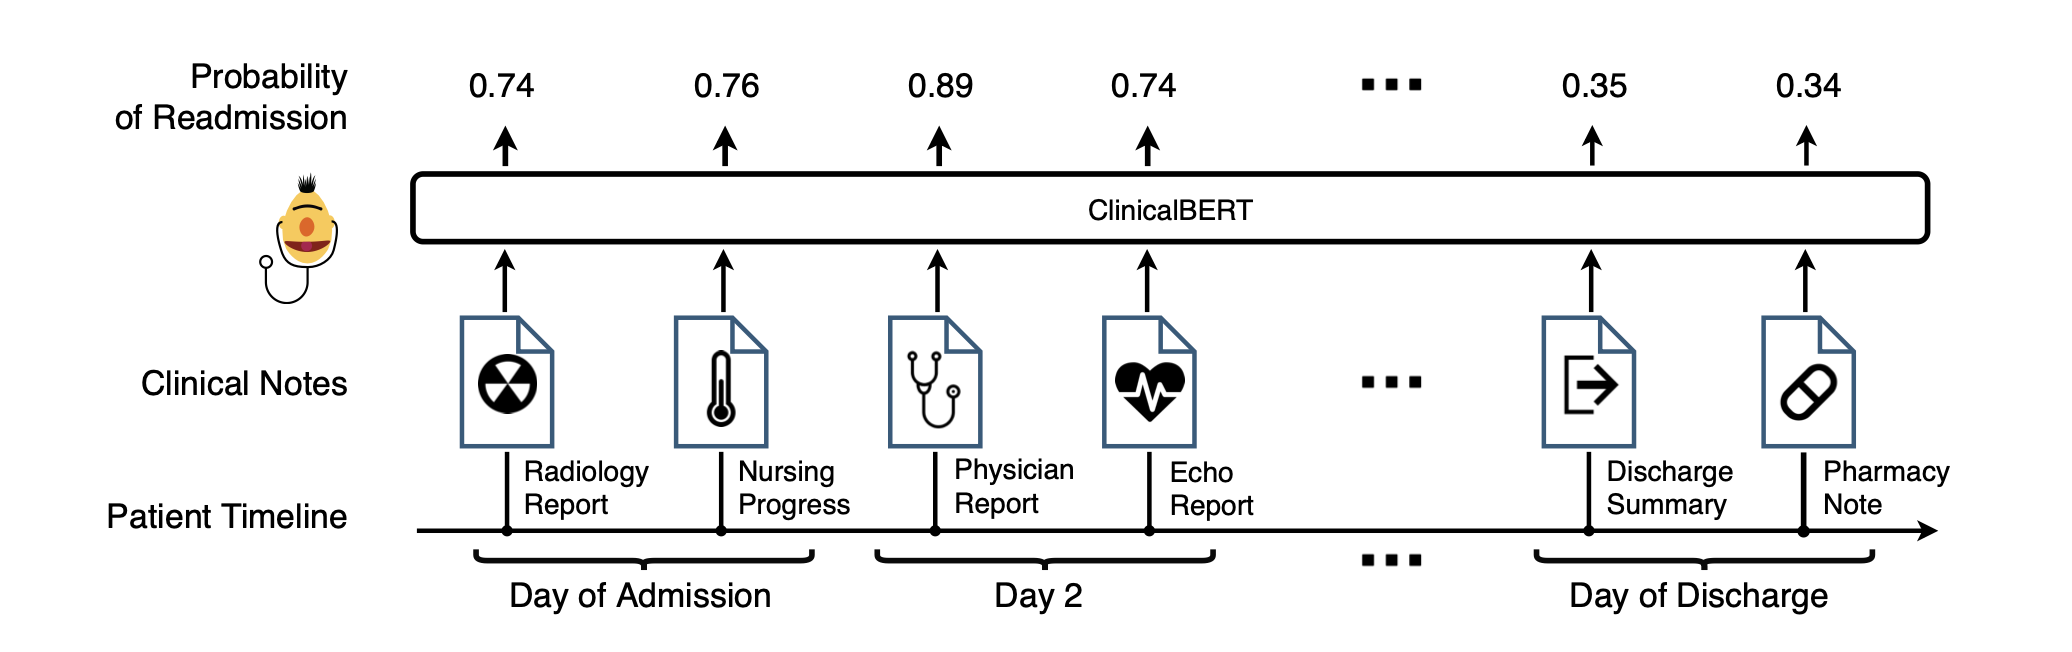 Probability
of Readmission
0.74 0.76 0.89 0.74 ... 0.35 0.34
ClinicalBERT
Clinical Notes
...
Patient Timeline
Radiology
Report
Nursing
Progress
Physician
Report
Echo
Report
Discharge
Summary
Pharmacy
Note
Day of Admission
Day 2
...
Day of Discharge